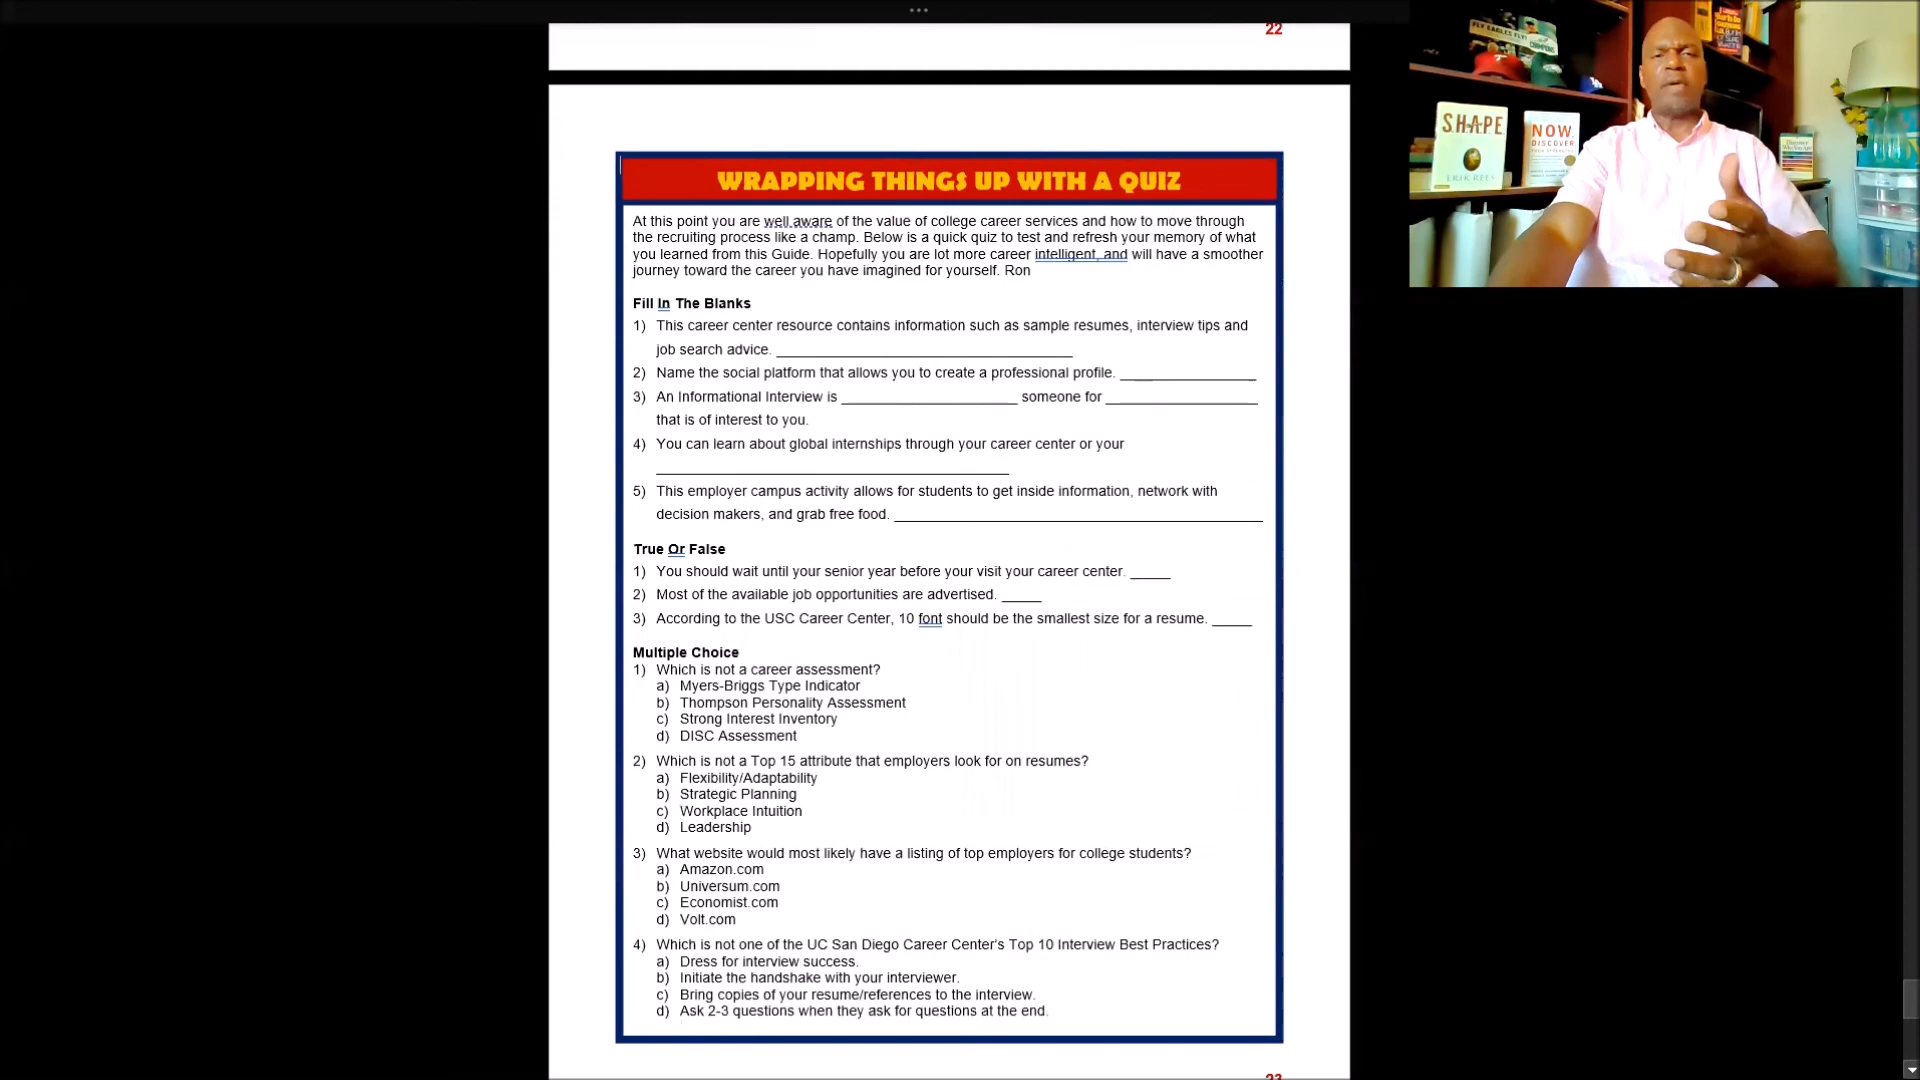 22
WRAPPING THINGS UP WITH A QUIZ
At this point you are well aware of the value of college career services and how to move through
the recruiting process like a champ. Below is a quick quiz to test and refresh your memory of what
you learned from this Guide. Hopefully you are lot more career intelligent, and will have a smoother
journey toward the career you have imagined for yourself. Ron
Fill In The Blanks
1) This career center resource contains information such as sample resumes, interview tips and
job search advice. ____________________
2) Name the social platform that allows you to create a professional profile. ____________________
3) An Informational Interview is ____________________ someone for ____________________
that is of interest to you.
4) You can learn about global internships through your career center or your
____________________
5) This employer campus activity allows for students to get inside information, network with
decision makers, and grab free food. ____________________
True Or False
1) You should wait until your senior year before your visit your career center. _____
2) Most of the available job opportunities are advertised. _____
3) According to the USC Career Center, 10 font should be the smallest size for a resume. _____
Multiple Choice
1) Which is not a career assessment?
a) Myers-Briggs Type Indicator
b) Thompson Personality Assessment
c) Strong Interest Inventory
d) DISC Assessment
2) Which is not a Top 15 attribute that employers look for on resumes?
a) Flexibility/Adaptability
b) Strategic Planning
c) Workplace Intuition
d) Leadership
3) What website would most likely have a listing of top employers for college students?
a) Amazon.com
b) Universum.com
c) Economist.com
d) Volt.com
4) Which is not one of the UC San Diego Career Center's Top 10 Interview Best Practices?
a) Dress for interview success.
b) Initiate the handshake with your interviewer.
c) Bring copies of your resume/references to the interview.
d) Ask 2-3 questions when they ask for questions at the end.
23
FLY EAGLES FLY!
CHAMPIONS
S.H.A.P.E.
ERIK REES
NOW,
DISCOVER
YOUR STRENGTHS